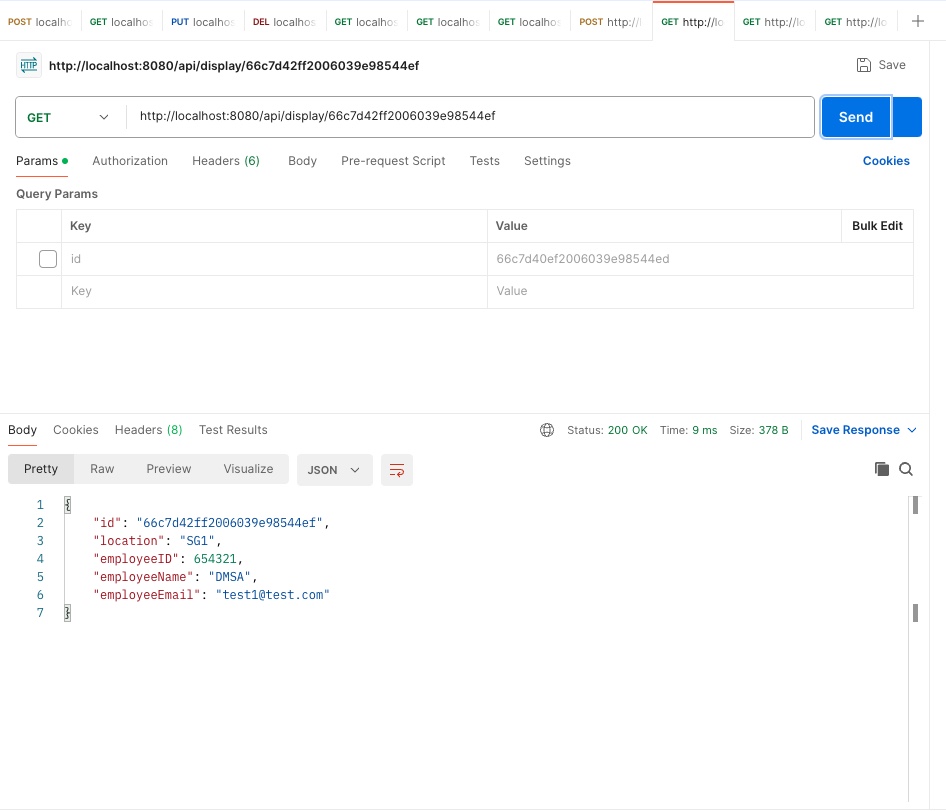 POST localhc GET localhos PUT localhos DEL localhos GET localhos GET localhos GET localhos POST http:// GET http://lo GET http://lo GET http://lo +
HTTP http://localhost:8080/api/display/66c7d42ff2006039e98544ef Save
GET http://localhost:8080/api/display/66c7d42ff2006039e98544ef Send
Params Authorization Headers (6) Body Pre-request Script Tests Settings Cookies
Query Params
Key Value Bulk Edit
id 66c7d40ef2006039e98544ed
Key Value
Body Cookies Headers (8) Test Results Status: 200 OK Time: 9 ms Size: 378 B Save Response
Pretty Raw Preview Visualize JSON
1 {
2 "id": "66c7d42ff2006039e98544ef",
3 "location": "SG1",
4 "employeeID": 654321,
5 "employeeName": "DMSA",
6 "employeeEmail": "test1@test.com"
7 }